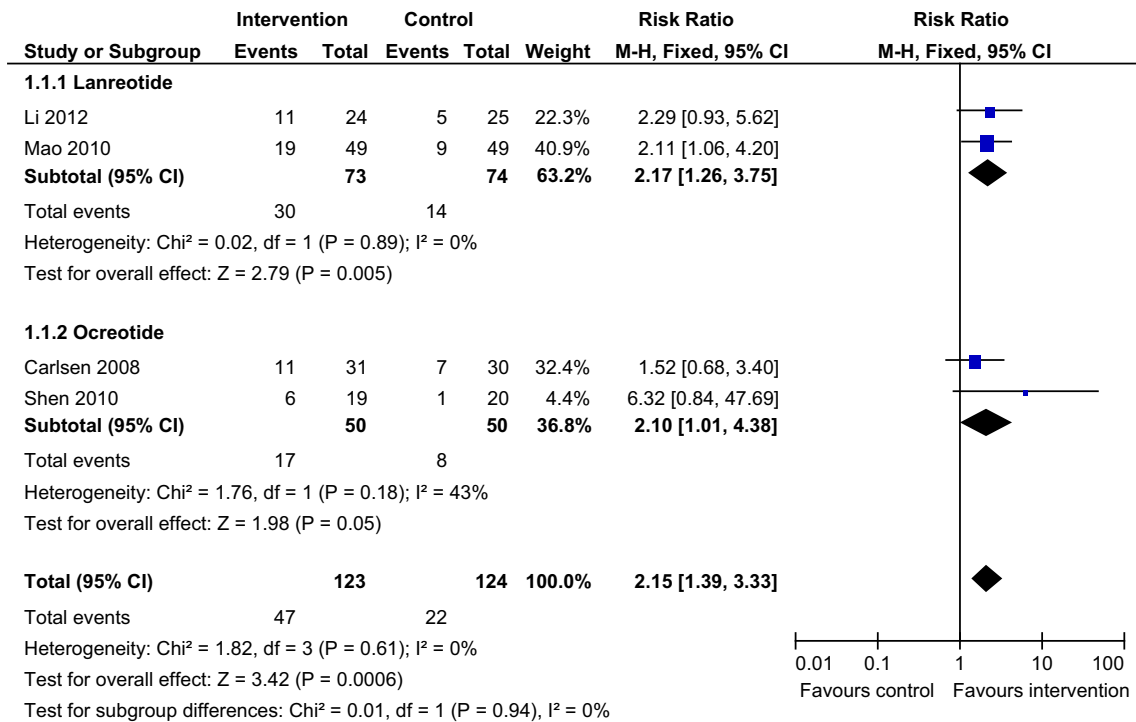 Intervention Control Risk Ratio Risk Ratio
Study or Subgroup Events Total Events Total Weight M-H, Fixed, 95% CI M-H, Fixed, 95% CI
1.1.1 Lanreotide
Li 2012 11 24 5 25 22.3% 2.29 [0.93, 5.62]
Mao 2010 19 49 9 49 40.9% 2.11 [1.06, 4.20]
Subtotal (95% CI) 73 74 63.2% 2.17 [1.26, 3.75]
Total events 30 14
Heterogeneity: Chi² = 0.02, df = 1 (P = 0.89); I² = 0%
Test for overall effect: Z = 2.79 (P = 0.005)
1.1.2 Ocreotide
Carlsen 2008 11 31 7 30 32.4% 1.52 [0.68, 3.40]
Shen 2010 6 19 1 20 4.4% 6.32 [0.84, 47.69]
Subtotal (95% CI) 50 50 36.8% 2.10 [1.01, 4.38]
Total events 17 8
Heterogeneity: Chi² = 1.76, df = 1 (P = 0.18); I² = 43%
Test for overall effect: Z = 1.98 (P = 0.05)
Total (95% CI) 123 124 100.0% 2.15 [1.39, 3.33]
Total events 47 22
Heterogeneity: Chi² = 1.82, df = 3 (P = 0.61); I² = 0%
Test for overall effect: Z = 3.42 (P = 0.0006)
Test for subgroup differences: Chi² = 0.01, df = 1 (P = 0.94), I² = 0%
0.01 0.1 1 10 100
Favours control Favours intervention